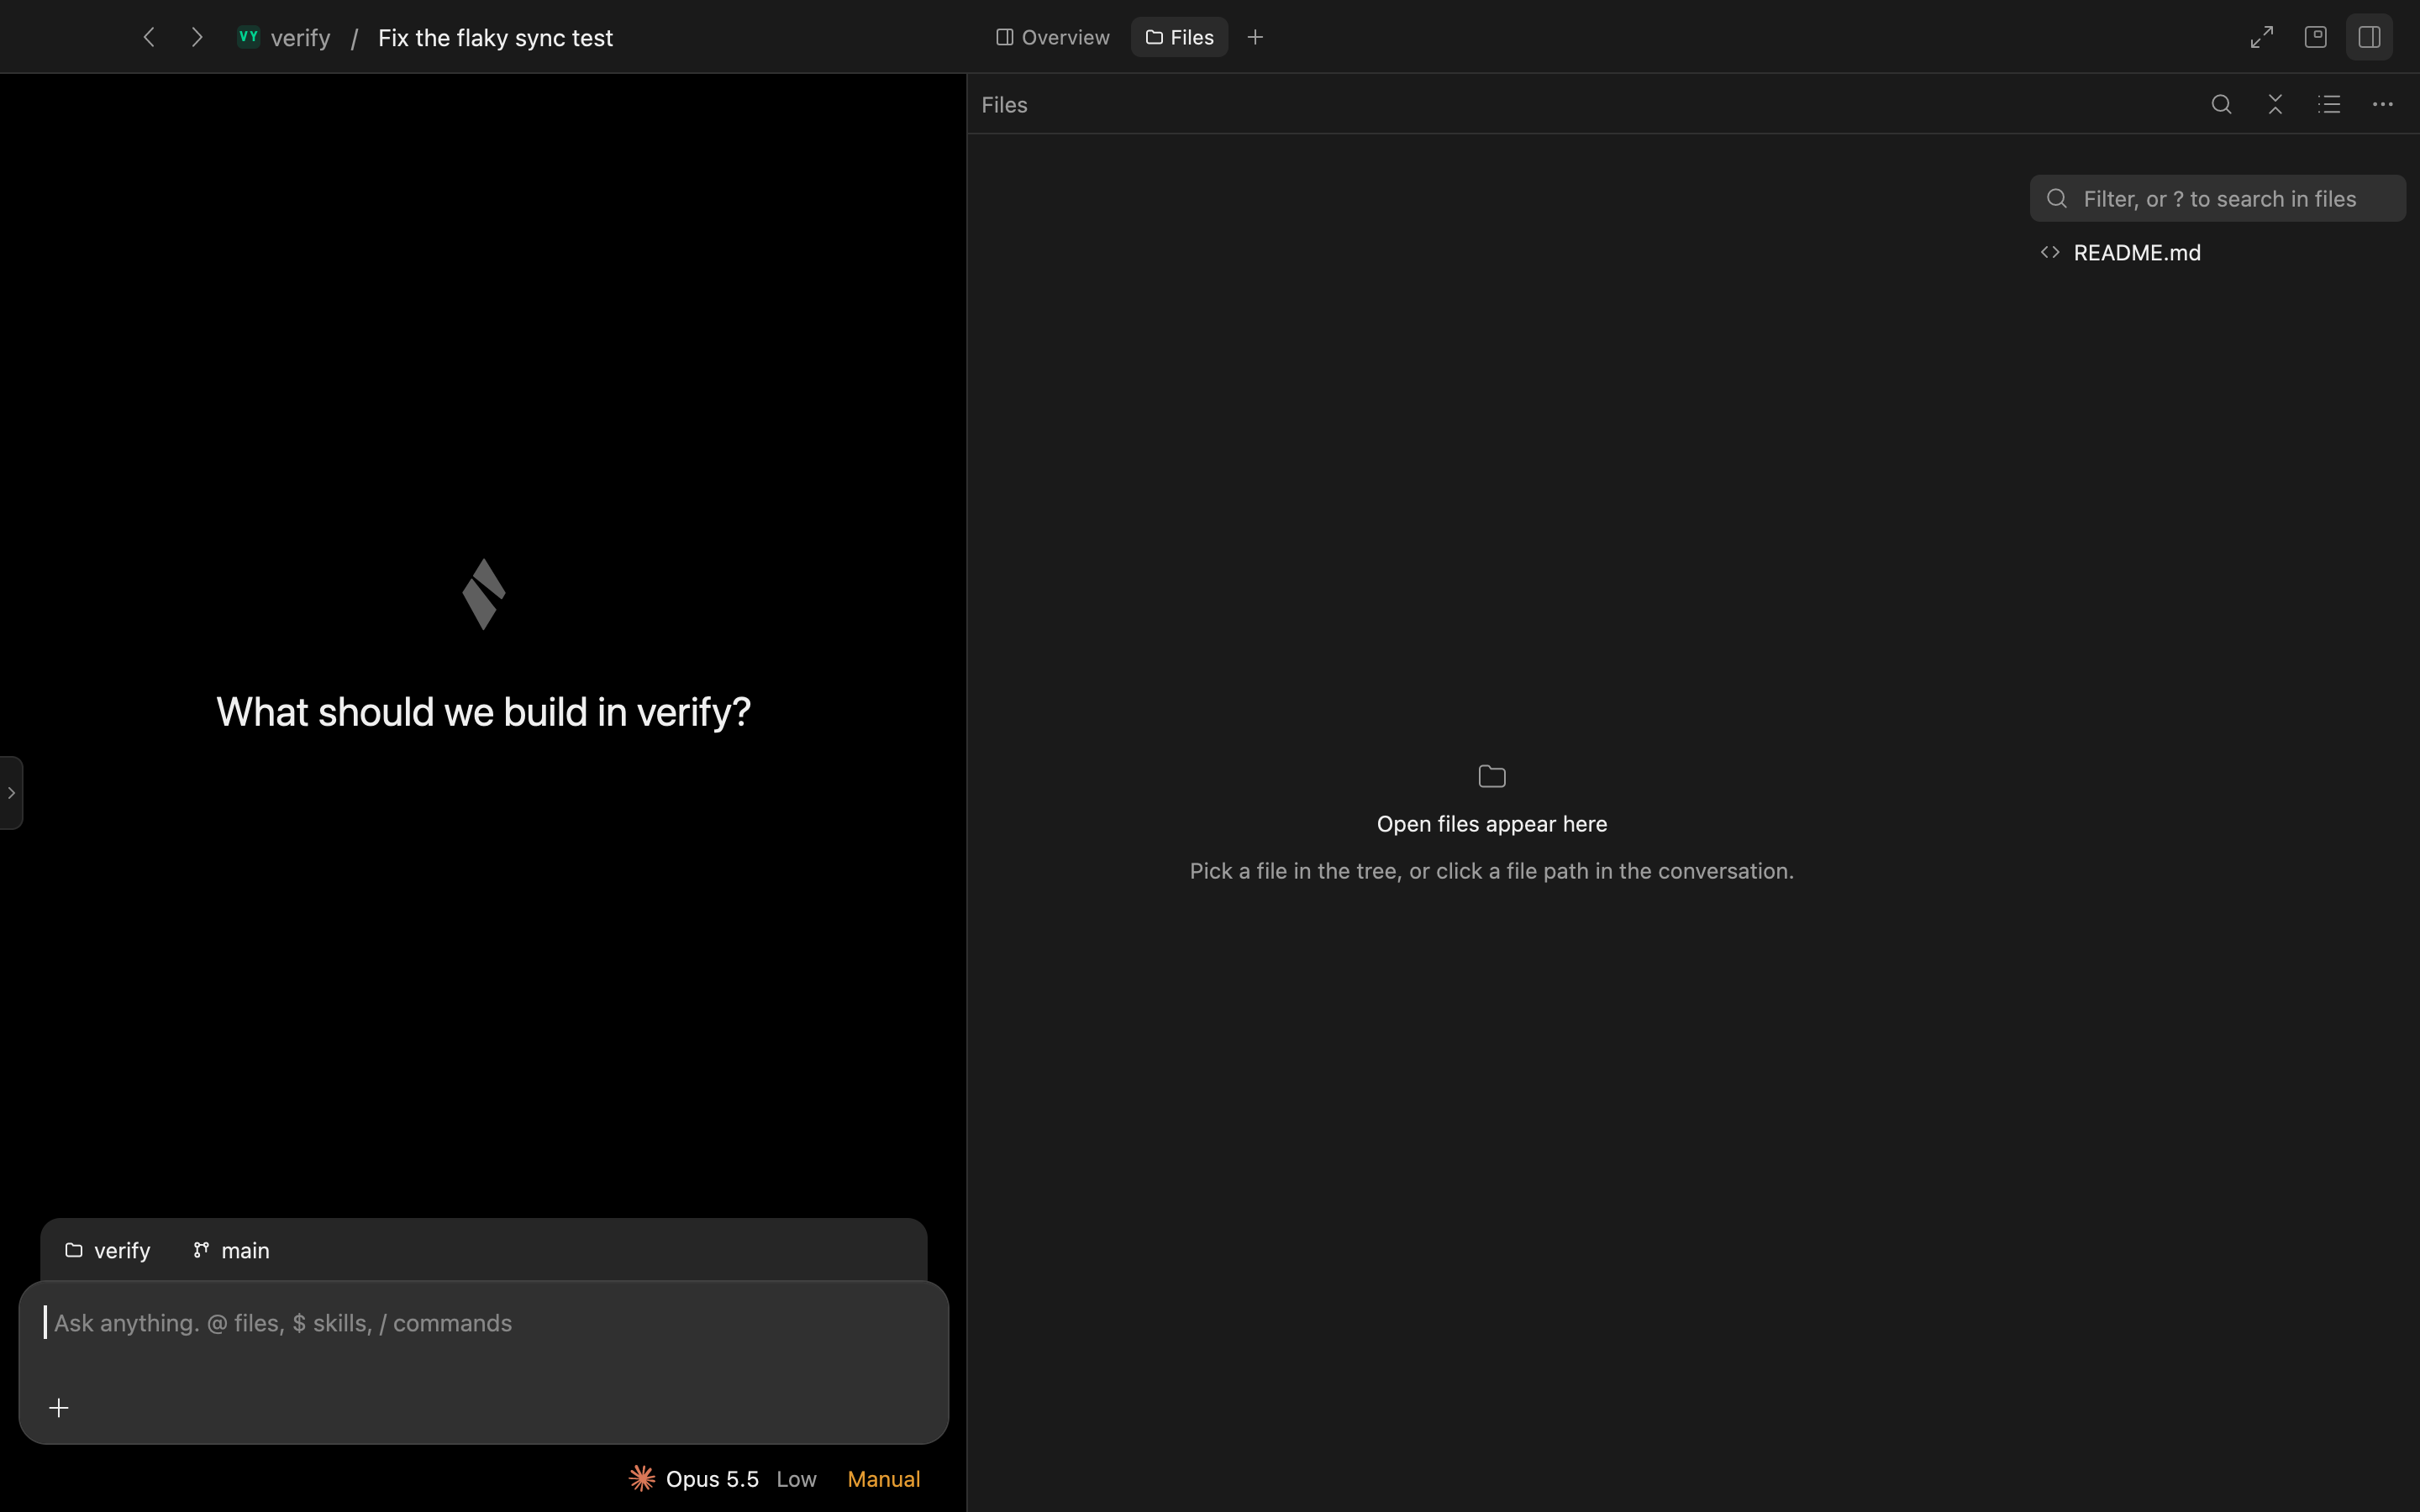 VY verify / Fix the flaky sync test
Overview
Files
Files
Filter, or ? to search in files
README.md
What should we build in verify?
Open files appear here
Pick a file in the tree, or click a file path in the conversation.
verify
main
Ask anything. @ files, $ skills, / commands
Opus 5.5 Low Manual